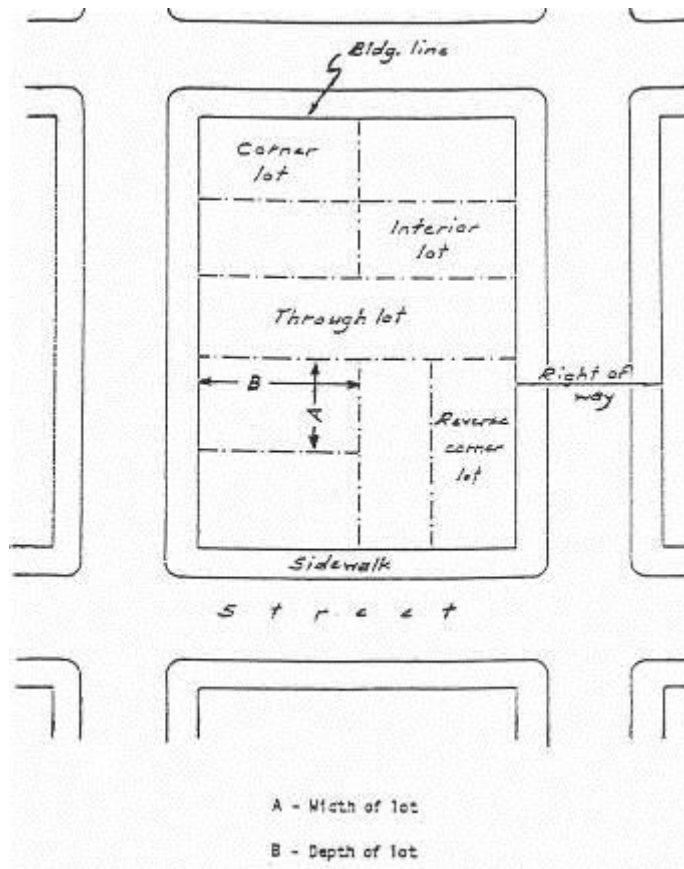 Bldg. line
Corner
lot
Interior
lot
Through lot
B
A
Right of
way
Reverse
corner
lot
Sidewalk
Street
A - Width of lot
B - Depth of lot